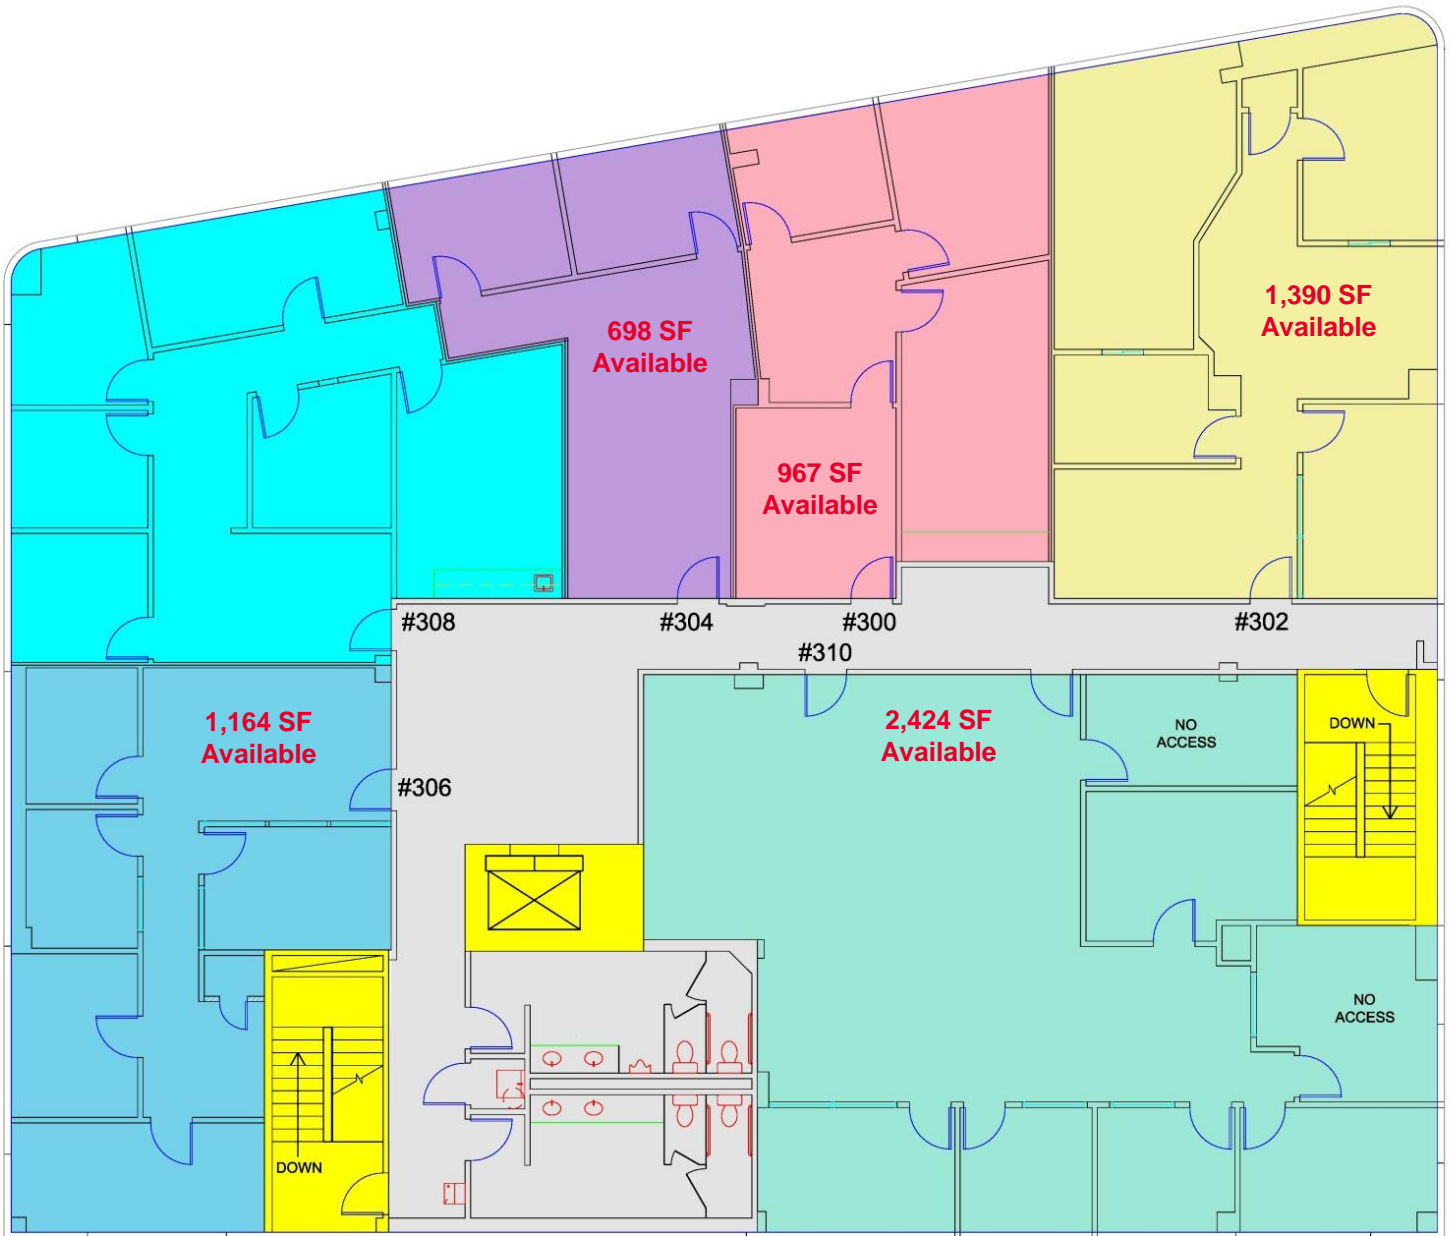 1,390 SF
Available
698 SF
Available
967 SF
Available
#308
#304
#300
#302
#310
1,164 SF
Available
2,424 SF
Available
NO
ACCESS
DOWN
N
#306
NO
ACCESS
N
DOWN